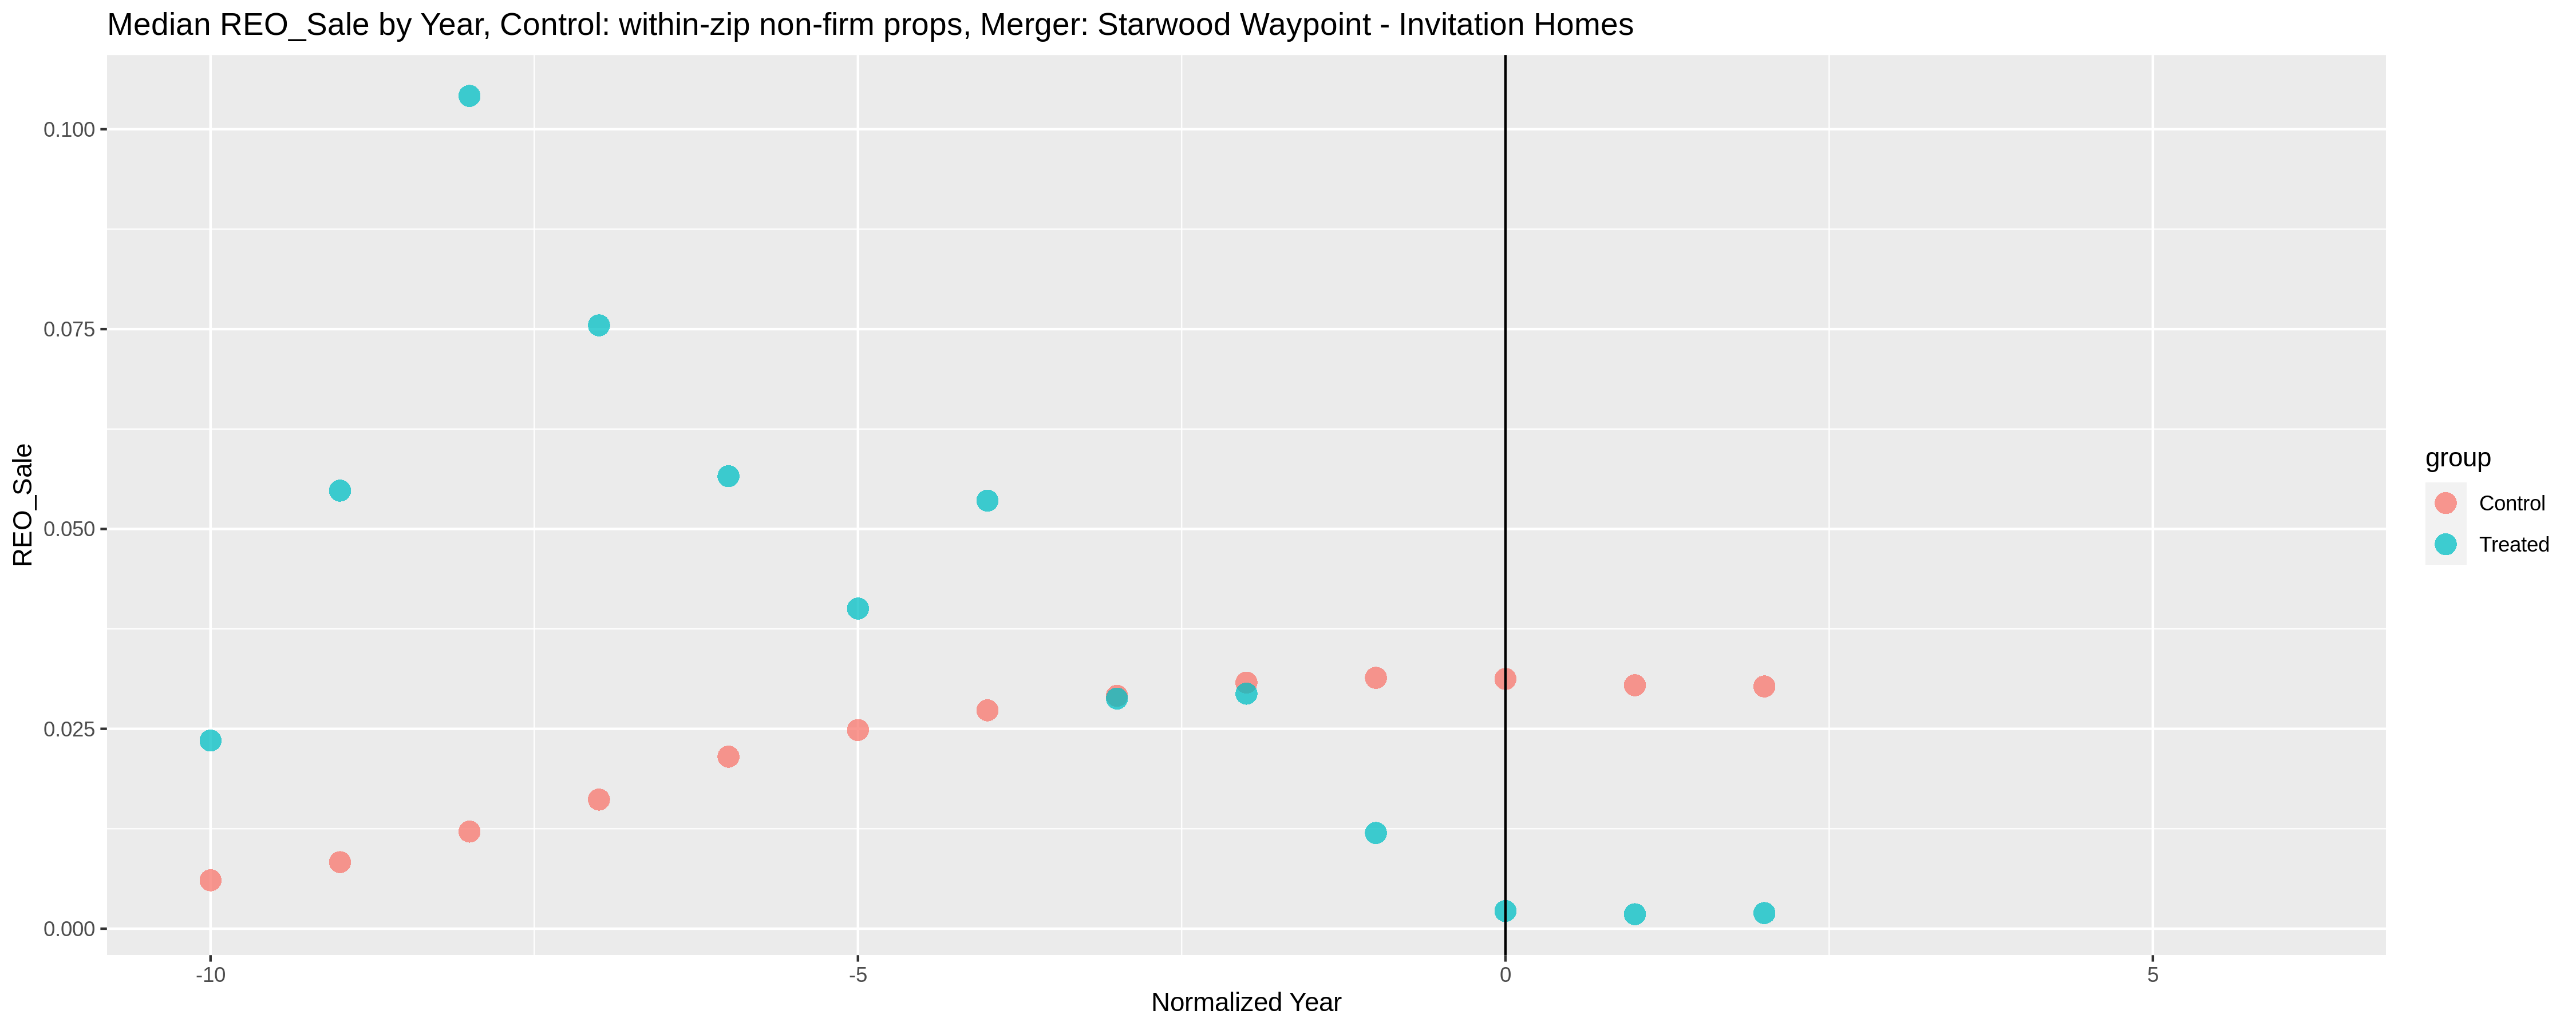 Median REO_Sale by Year, Control: within-zip non-firm props, Merger: Starwood Waypoint - Invitation Homes
REO_Sale
0.100
0.075
0.050
0.025
0.000
-10
-5
0
5
Normalized Year
group
Control
Treated